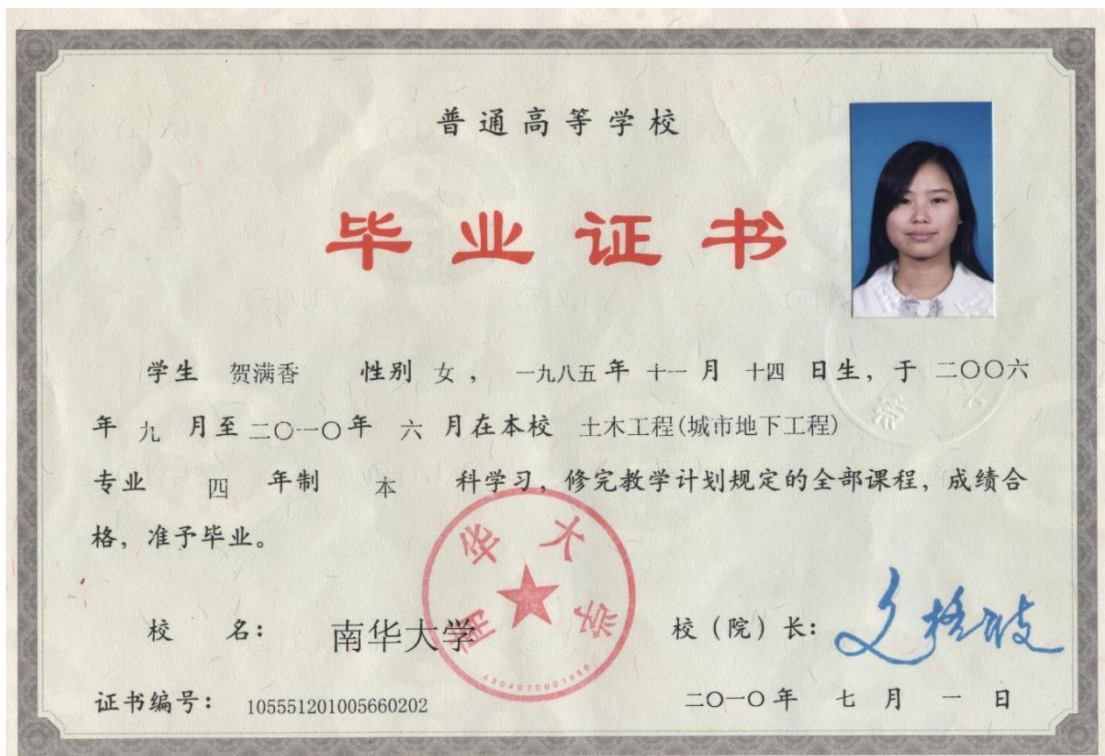 普通高等学校
毕业证书
学生 贺满香 性别 女 ， 一九八五 年 十一 月 十四 日生，于 二〇〇六
年 九 月至 二〇一〇 年 六 月在本校 土木工程(城市地下工程)
专业 四 年制 本 科学习，修完教学计划规定的全部课程，成绩合
格，准予毕业。
南华大学
校 名： 南华大学 校（院）长：
证书编号： 105551201005660202 二〇一〇 年 七 月 一 日